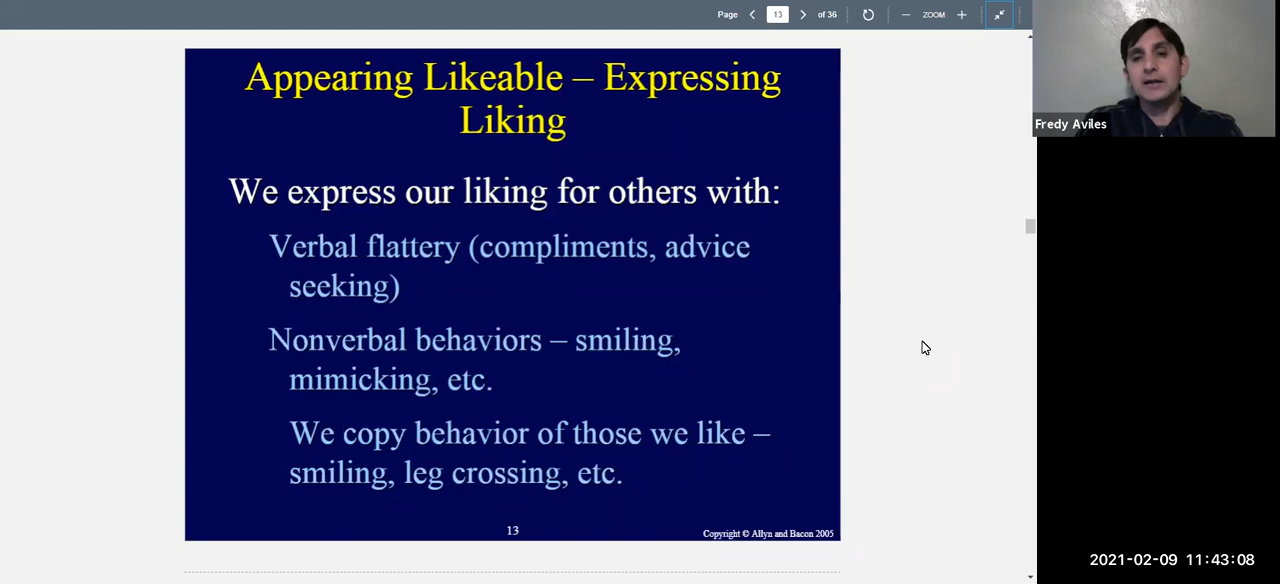 Page 13 of 36 ZOOM
Appearing Likeable – Expressing
Liking
We express our liking for others with:
Verbal flattery (compliments, advice
seeking)
Nonverbal behaviors – smiling,
mimicking, etc.
We copy behavior of those we like –
smiling, leg crossing, etc.
13
Copyright © Allyn and Bacon 2005
Fredy Aviles
2021-02-09 11:43:08